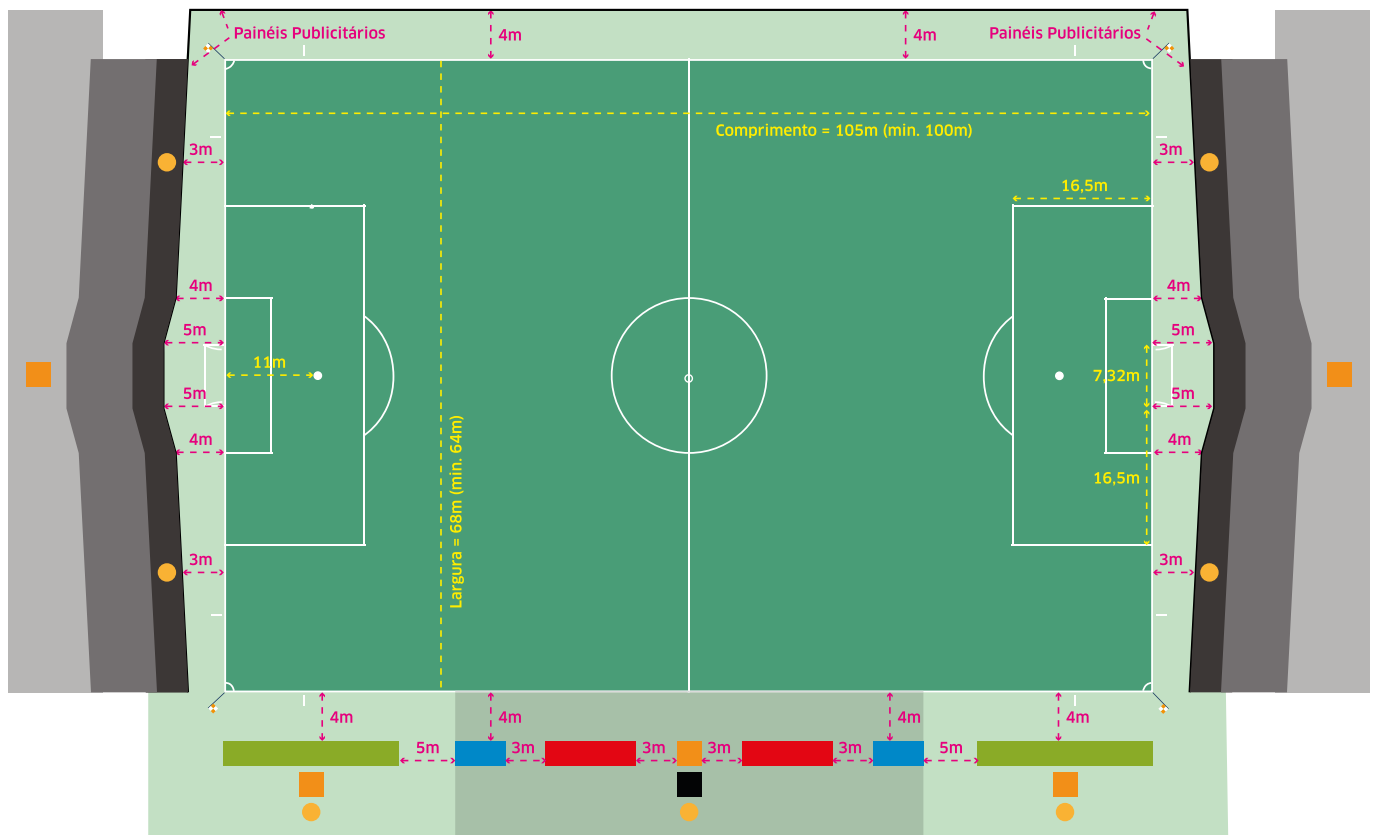 Painéis Publicitários
4m
4m
Painéis Publicitários
Comprimento = 105m (min. 100m)
3m
3m
16,5m
4m
4m
5m
5m
11m
7,32m
5m
5m
4m
4m
Largura = 68m (min. 64m)
16,5m
3m
3m
4m
4m
4m
4m
5m
3m
3m
3m
3m
5m